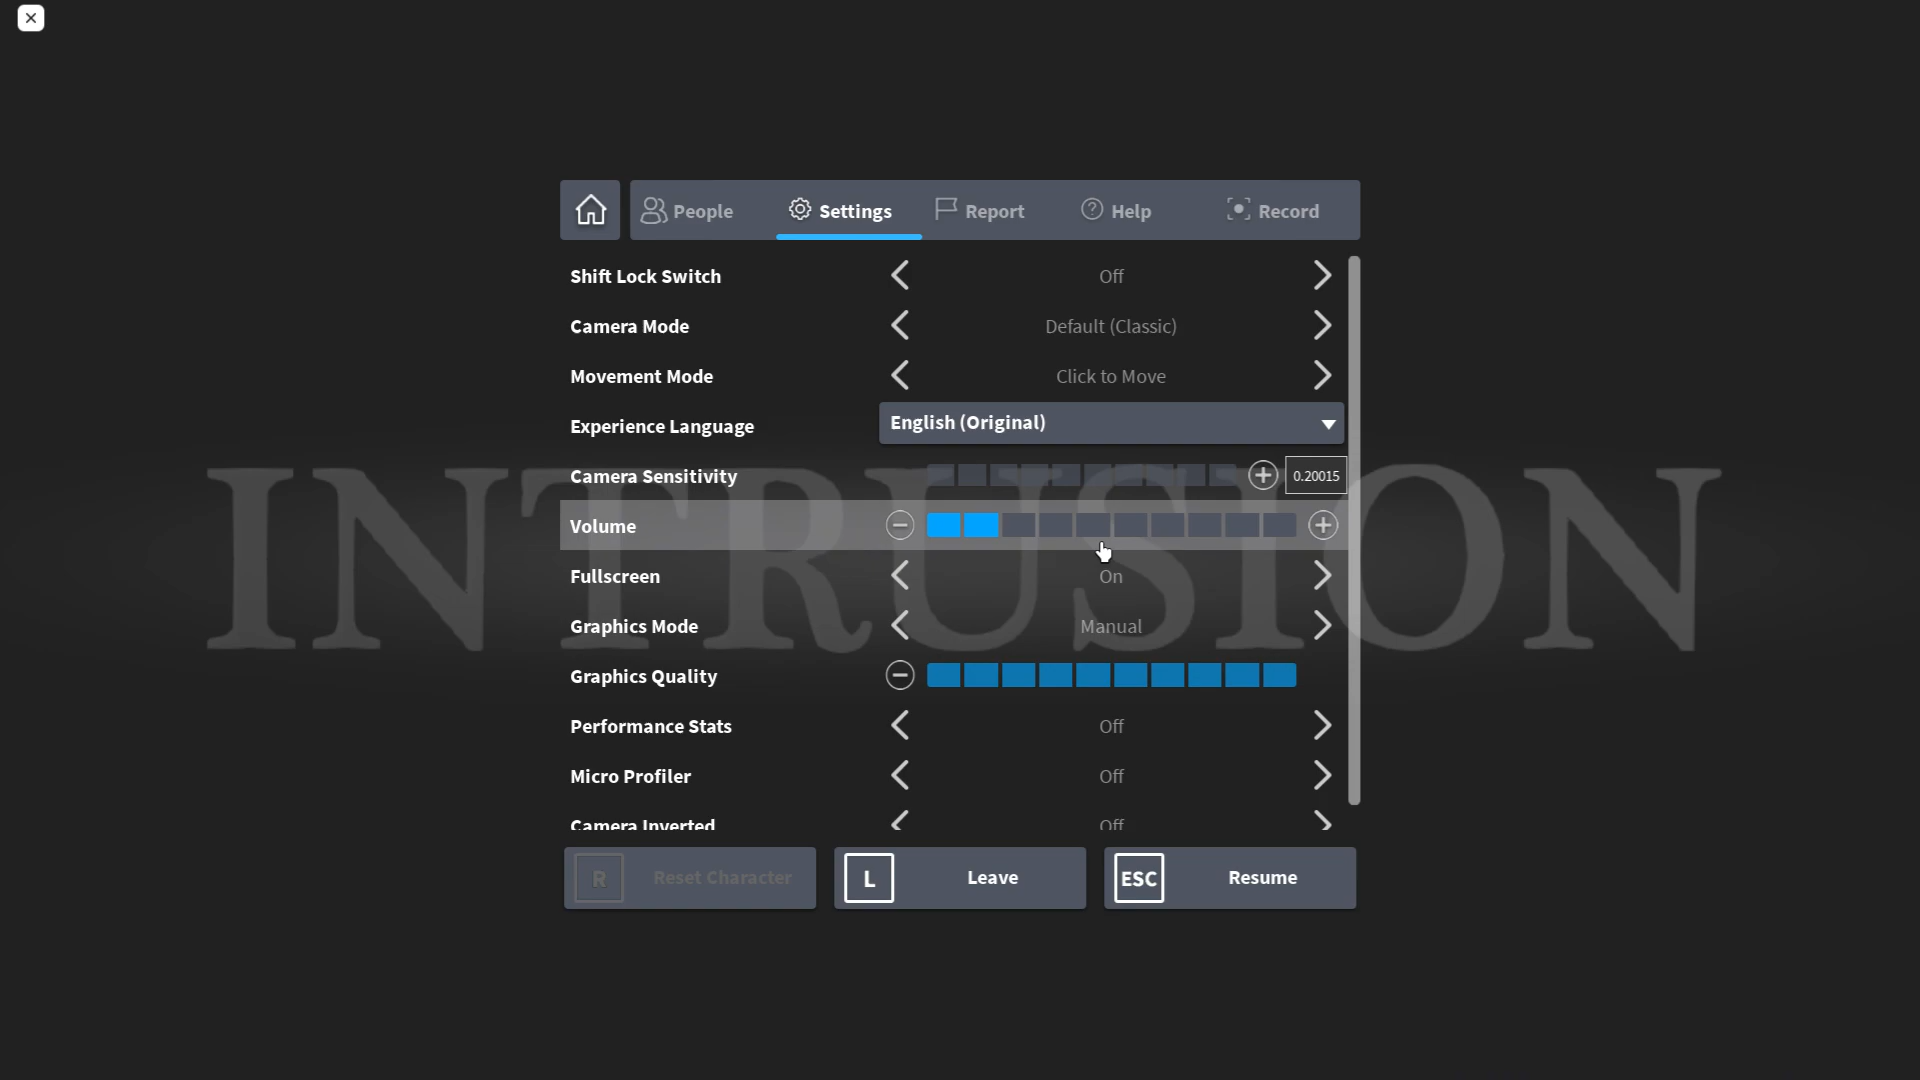 People Settings Report Help Record
Shift Lock Switch Off
Camera Mode Default (Classic)
Movement Mode Click to Move
Experience Language English (Original)
Camera Sensitivity 0.20015
Volume
Fullscreen On
Graphics Mode Manual
Graphics Quality
Performance Stats Off
Micro Profiler Off
Camera Inverted Off
R Reset Character L Leave ESC Resume
INTRUSION